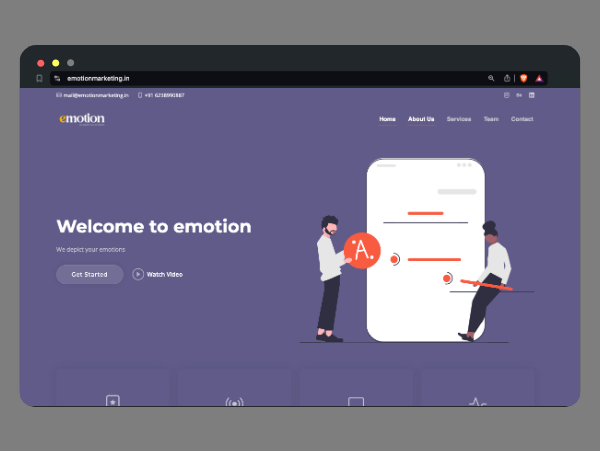 emotionmarketing.in
mail@emotionmarketing.in +91 6238990887
emotion
Home About Us Services Team Contact
Welcome to emotion
We depict your emotions
Get Started Watch Video
A